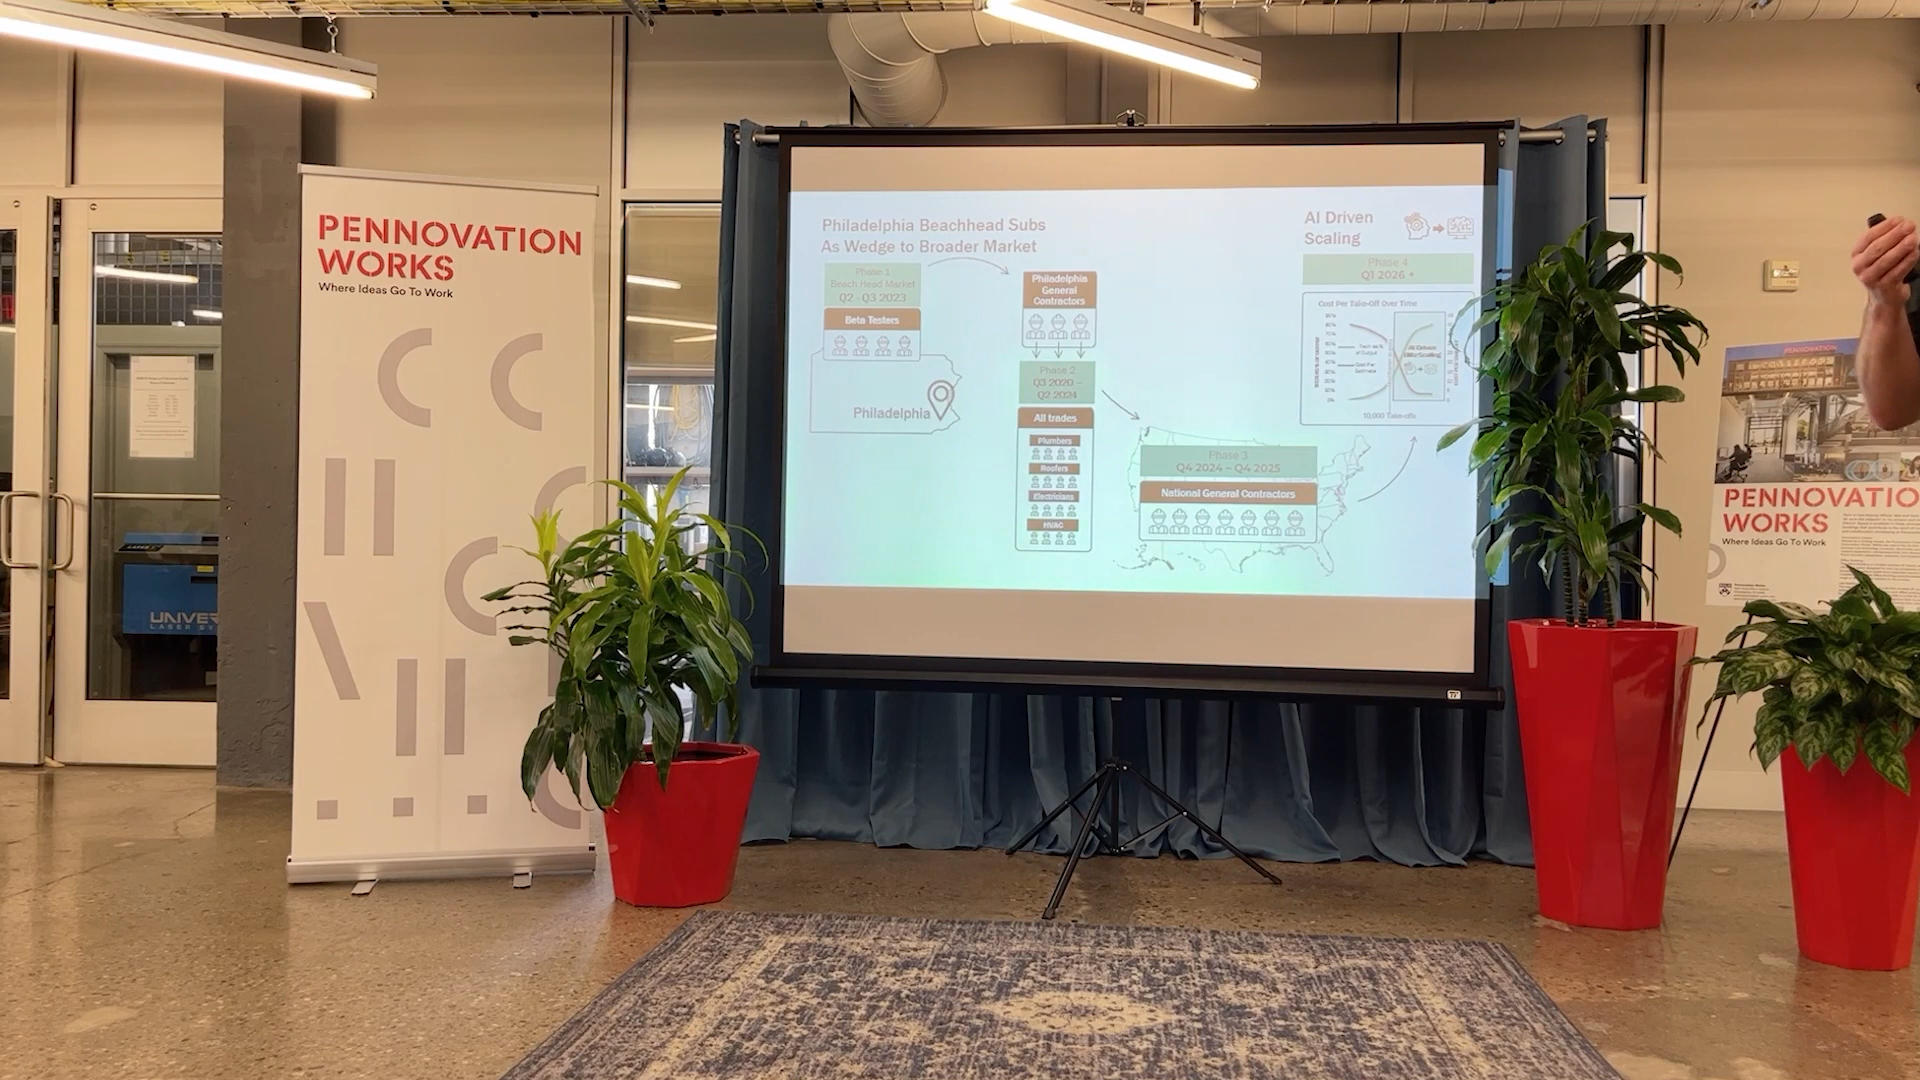 PENNOVATION
WORKS
Where Ideas Go To Work
UNIVER
LASER SY
Philadelphia Beachhead Subs
As Wedge to Broader Market
Phase 1
Beach Head Market
Q2 - Q3 2023
Beta Testers
Philadelphia
Philadelphia
General
Contractors
Phase 2
Q3 2020 –
Q2 2024
All trades
Plumbers
Roofers
Electricians
HVAC
Phase 3
Q4 2024 – Q4 2025
National General Contractors
AI Driven
Scaling
Phase 4
Q1 2026 +
Cost Per Take-Off Over Time
10,000 Take-offs
PENNOVATIO
WORKS
Where Ideas Go To Work